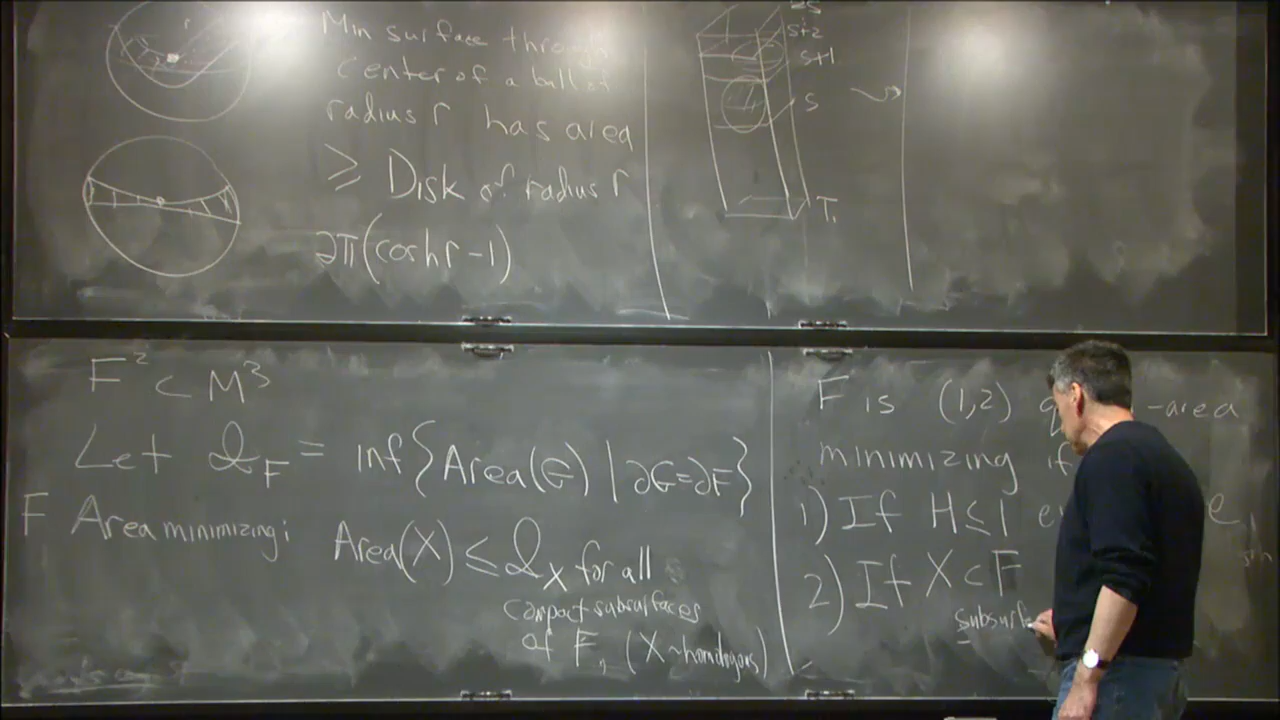 Min surface through
center of a ball of
radius r has area
≥ Disk of radius r
2π(cosh r - 1)
r
s+2
s+1
s
T₁
F² ⊂ M³
Let 𝓛_F = inf{Area(G) | ∂G=∂F}
F Area minimizing: Area(X) ≤ 𝓛_X for all
compact subsurfaces
of F, (X ~ homologous)
F is (1,2) -area
minimizing if
1) If H ≤ 1
2) If X ⊂ F